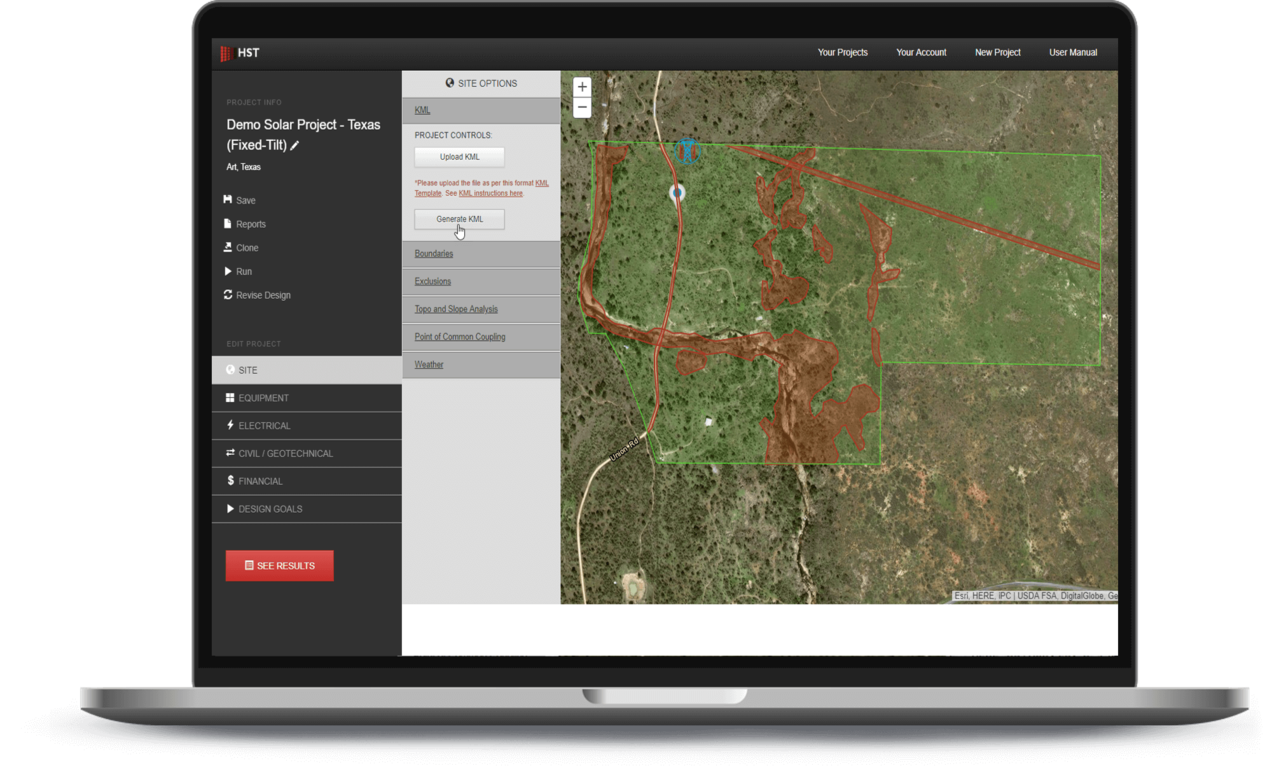 HST
Your Projects
Your Account
New Project
User Manual
PROJECT INFO
Demo Solar Project - Texas
(Fixed-Tilt)
Art, Texas
Save
Reports
Clone
Run
Revise Design
EDIT PROJECT
SITE
EQUIPMENT
ELECTRICAL
CIVIL / GEOTECHNICAL
$ FINANCIAL
DESIGN GOALS
SEE RESULTS
SITE OPTIONS
KML
PROJECT CONTROLS:
Upload KML
*Please upload the file as per this format KML
Template. See KML instructions here.
Generate KML
Boundaries
Exclusions
Topo and Slope Analysis
Point of Common Coupling
Weather
+
−
Union Rd
Esri, HERE, iPC | USDA FSA, DigitalGlobe, Ge